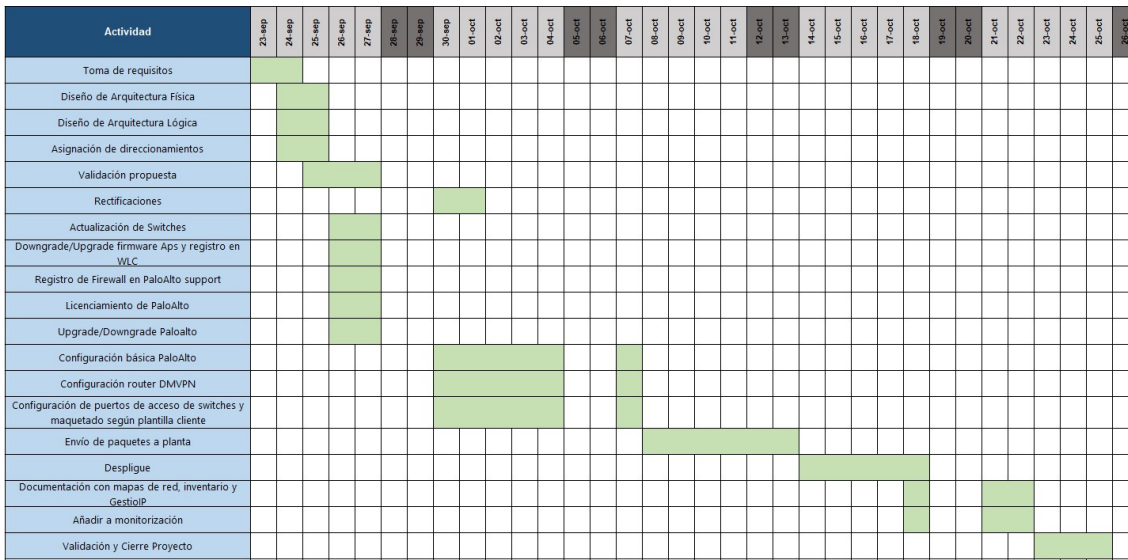 Actividad
23-sep 24-sep 25-sep 26-sep 27-sep 28-sep 29-sep 30-sep 01-oct 02-oct 03-oct 04-oct 05-oct 06-oct 07-oct 08-oct 09-oct 10-oct 11-oct 12-oct 13-oct 14-oct 15-oct 16-oct 17-oct 18-oct 19-oct 20-oct 21-oct 22-oct 23-oct 24-oct 25-oct 26-oct
Toma de requisitos
Diseño de Arquitectura Física
Diseño de Arquitectura Lógica
Asignación de direccionamientos
Validación propuesta
Rectificaciones
Actualización de Switches
Downgrade/Upgrade firmware Aps y registro en
WLC
Registro de Firewall en PaloAlto support
Licenciamiento de PaloAlto
Upgrade/Downgrade Paloalto
Configuración básica PaloAlto
Configuración router DMVPN
Configuración de puertos de acceso de switches y
maquetado según plantilla cliente
Envío de paquetes a planta
Despligue
Documentación con mapas de red, inventario y
GestioIP
Añadir a monitorización
Validación y Cierre Proyecto